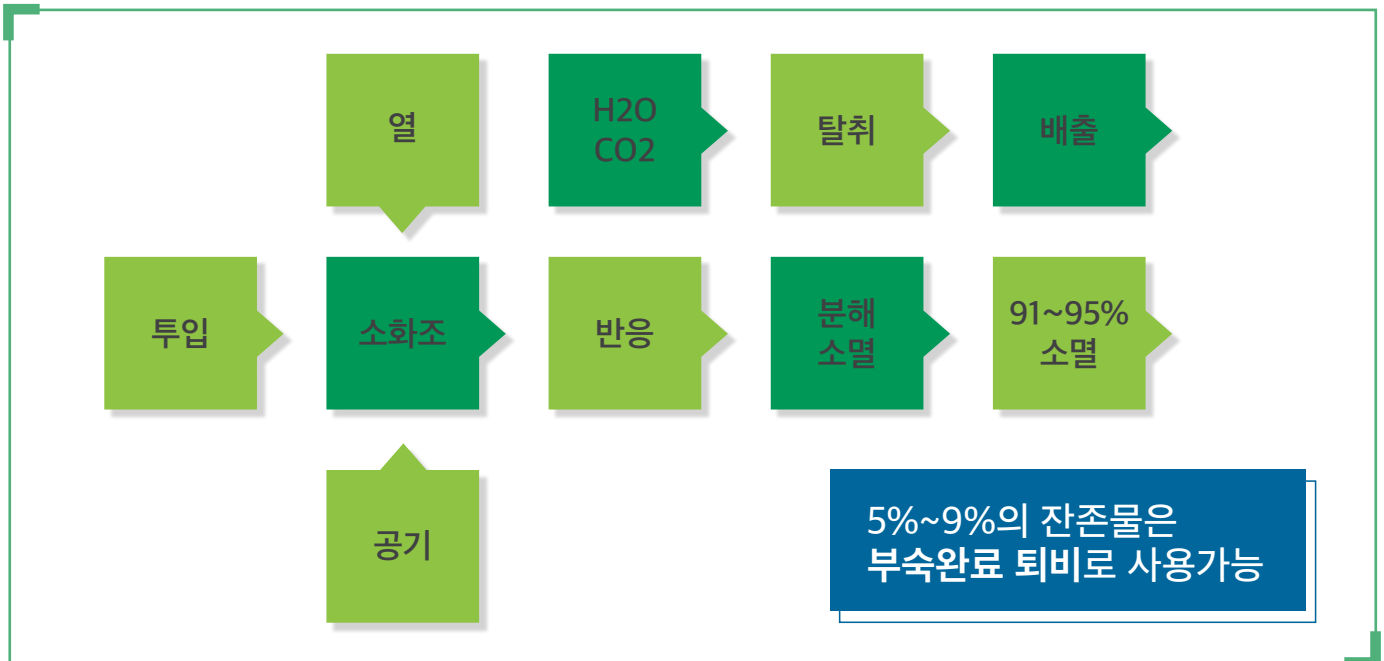 열
H2O
CO2
탈취
배출
투입
소화조
반응
분해
소멸
91~95%
소멸
공기
5%~9%의 잔존물은
부숙완료 퇴비로 사용가능